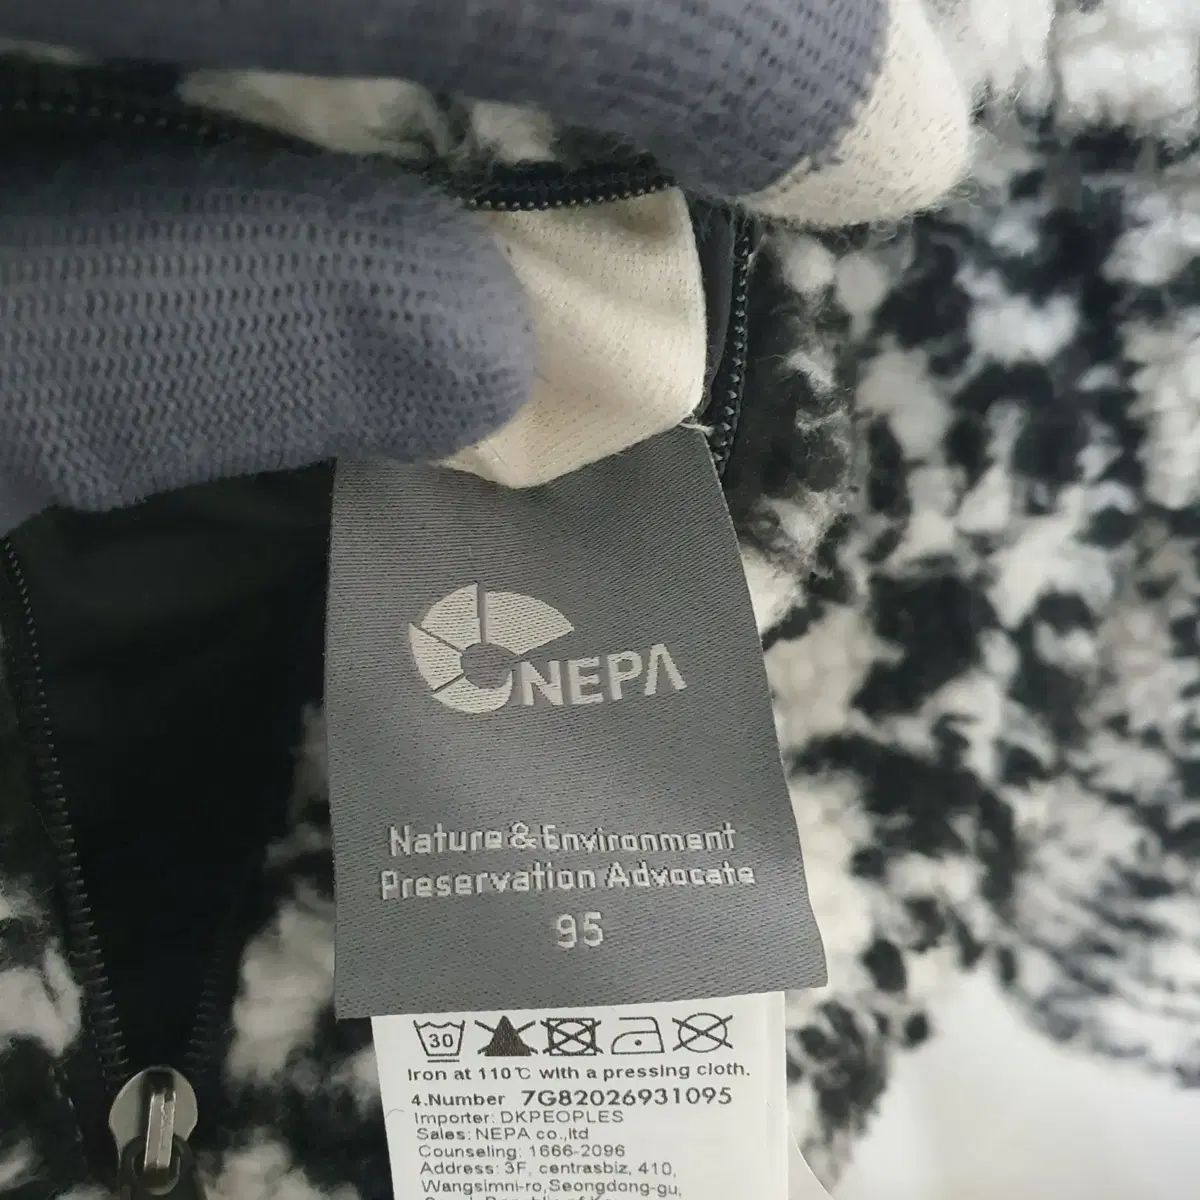 NEPA
Nature & Environment
Preservation Advocate
95
30
Iron at 110℃ with a pressing cloth.
4.Number 7G82026931095
Importer: DKPEOPLES
Sales: NEPA co.,ltd
Counseling: 1666-2096
Address: 3F, centrasbiz, 410,
Wangsimni-ro, Seongdong-gu,